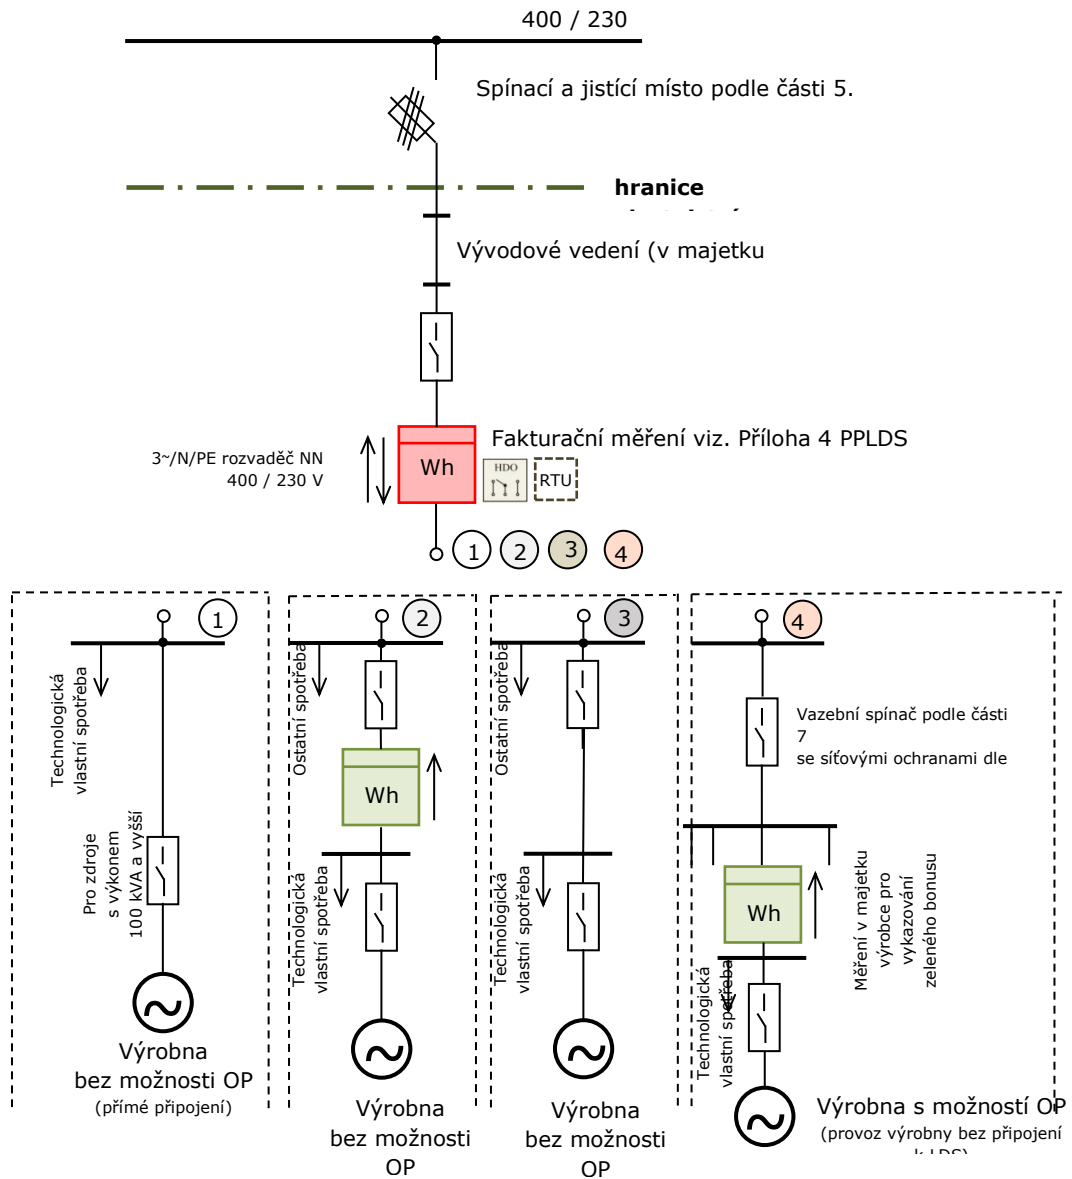 400 / 230
Spínací a jistící místo podle části 5.
hranice
Vývodové vedení (v majetku
Fakturační měření viz. Příloha 4 PPLDS
3~/N/PE rozvaděč NN
400 / 230 V
Wh
HDO
RTU
1
2
3
4
1
Technologická
vlastní spotřeba
Pro zdroje
s výkonem
100 kVA a vyšší
Výrobna
bez možnosti OP
(přímé připojení)
2
Ostatní spotřeba
Wh
Technologická
vlastní spotřeba
Výrobna
bez možnosti
OP
3
Ostatní spotřeba
Technologická
vlastní spotřeba
Výrobna
bez možnosti
OP
4
Vazební spínač podle části
7
se síťovými ochranami dle
Wh
Měření v majetku
výrobce pro
vykazování
zeleného bonusu
Technologická
vlastní spotřeba
Výrobna s možností OP
(provoz výrobny bez připojení
k LDS)